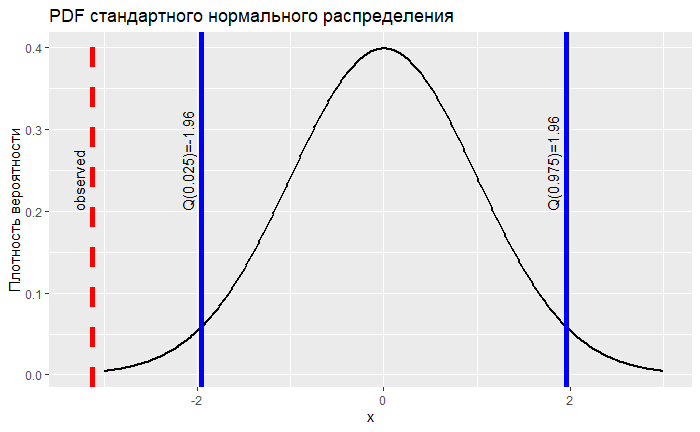 PDF стандартного нормального распределения
Плотность вероятности
0.4
0.3
0.2
0.1
0.0
observed
Q(0.025)=-1.96
Q(0.975)=1.96
-2
0
2
x